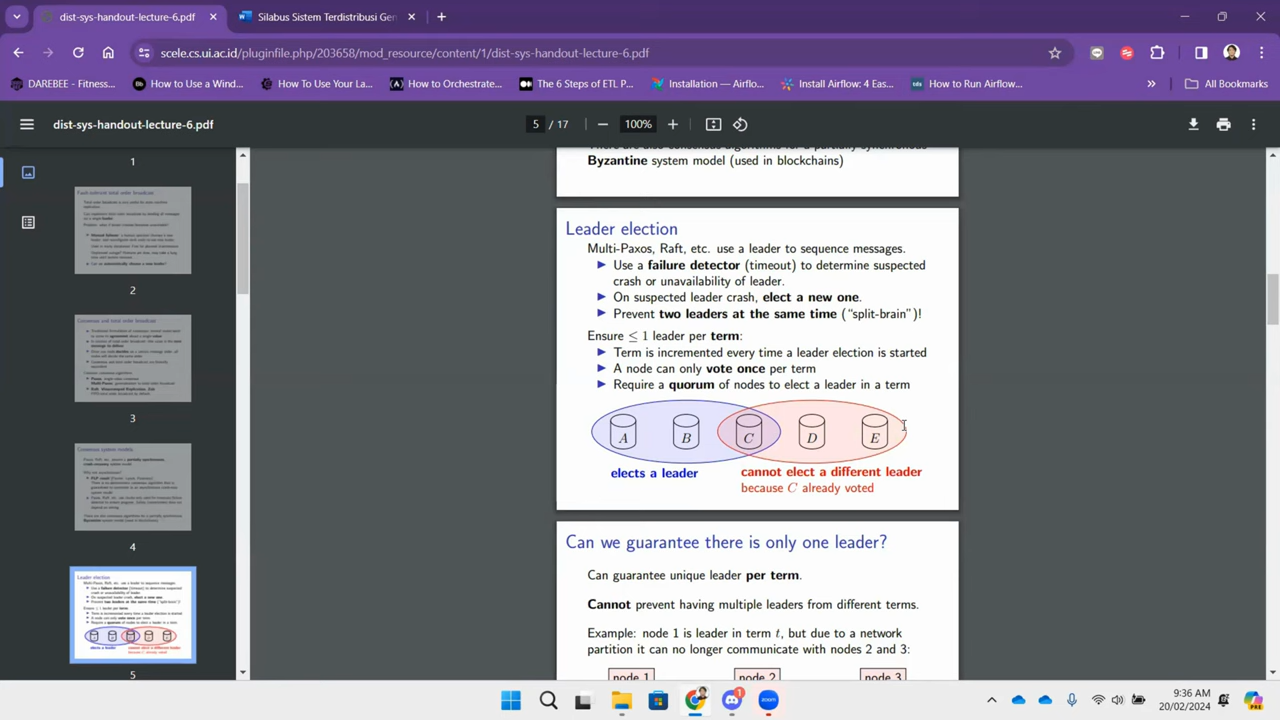 dist-sys-handout-lecture-6.pdf
Silabus Sistem Terdistribusi Gen
scele.cs.ui.ac.id/pluginfile.php/203658/mod_resource/content/1/dist-sys-handout-lecture-6.pdf
DAREBEE - Fitness...
How to Use a Wind...
How To Use Your La...
How to Orchestrate...
The 6 Steps of ETL P...
Installation — Airflo...
Install Airflow: 4 Eas...
How to Run Airflow...
All Bookmarks
dist-sys-handout-lecture-6.pdf
5 / 17
100%
1
2
3
4
5
Byzantine system model (used in blockchains)
Leader election
Multi-Paxos, Raft, etc. use a leader to sequence messages.
Use a failure detector (timeout) to determine suspected
crash or unavailability of leader.
On suspected leader crash, elect a new one.
Prevent two leaders at the same time ("split-brain")!
Ensure ≤ 1 leader per term:
Term is incremented every time a leader election is started
A node can only vote once per term
Require a quorum of nodes to elect a leader in a term
A B C D E
elects a leader
cannot elect a different leader
because C already voted
Can we guarantee there is only one leader?
Can guarantee unique leader per term.
Cannot prevent having multiple leaders from different terms.
Example: node 1 is leader in term t, but due to a network
partition it can no longer communicate with nodes 2 and 3:
node 1 node 2 node 3
9:36 AM
20/02/2024